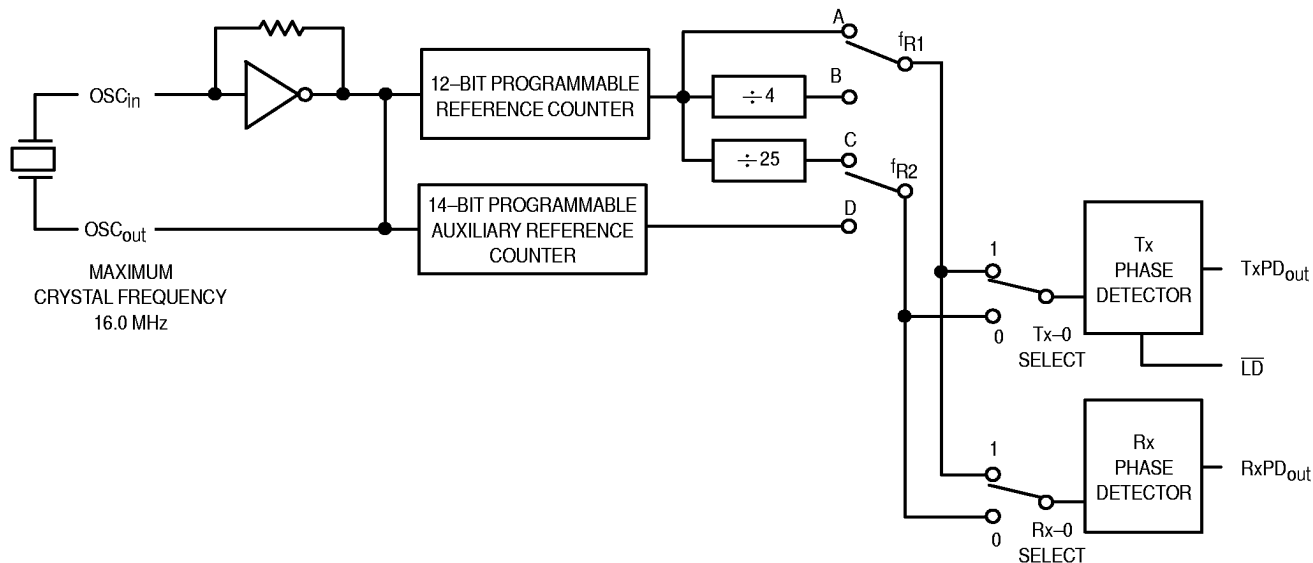 OSCin
12–BIT PROGRAMMABLE
REFERENCE COUNTER
A
fR1
÷4
B
÷25
C
fR2
14–BIT PROGRAMMABLE
AUXILIARY REFERENCE
COUNTER
D
OSCout
MAXIMUM
CRYSTAL FREQUENCY
16.0 MHz
1
0
Tx–0
SELECT
Tx
PHASE
DETECTOR
TxPDout
LD
1
0
Rx–0
SELECT
Rx
PHASE
DETECTOR
RxPDout